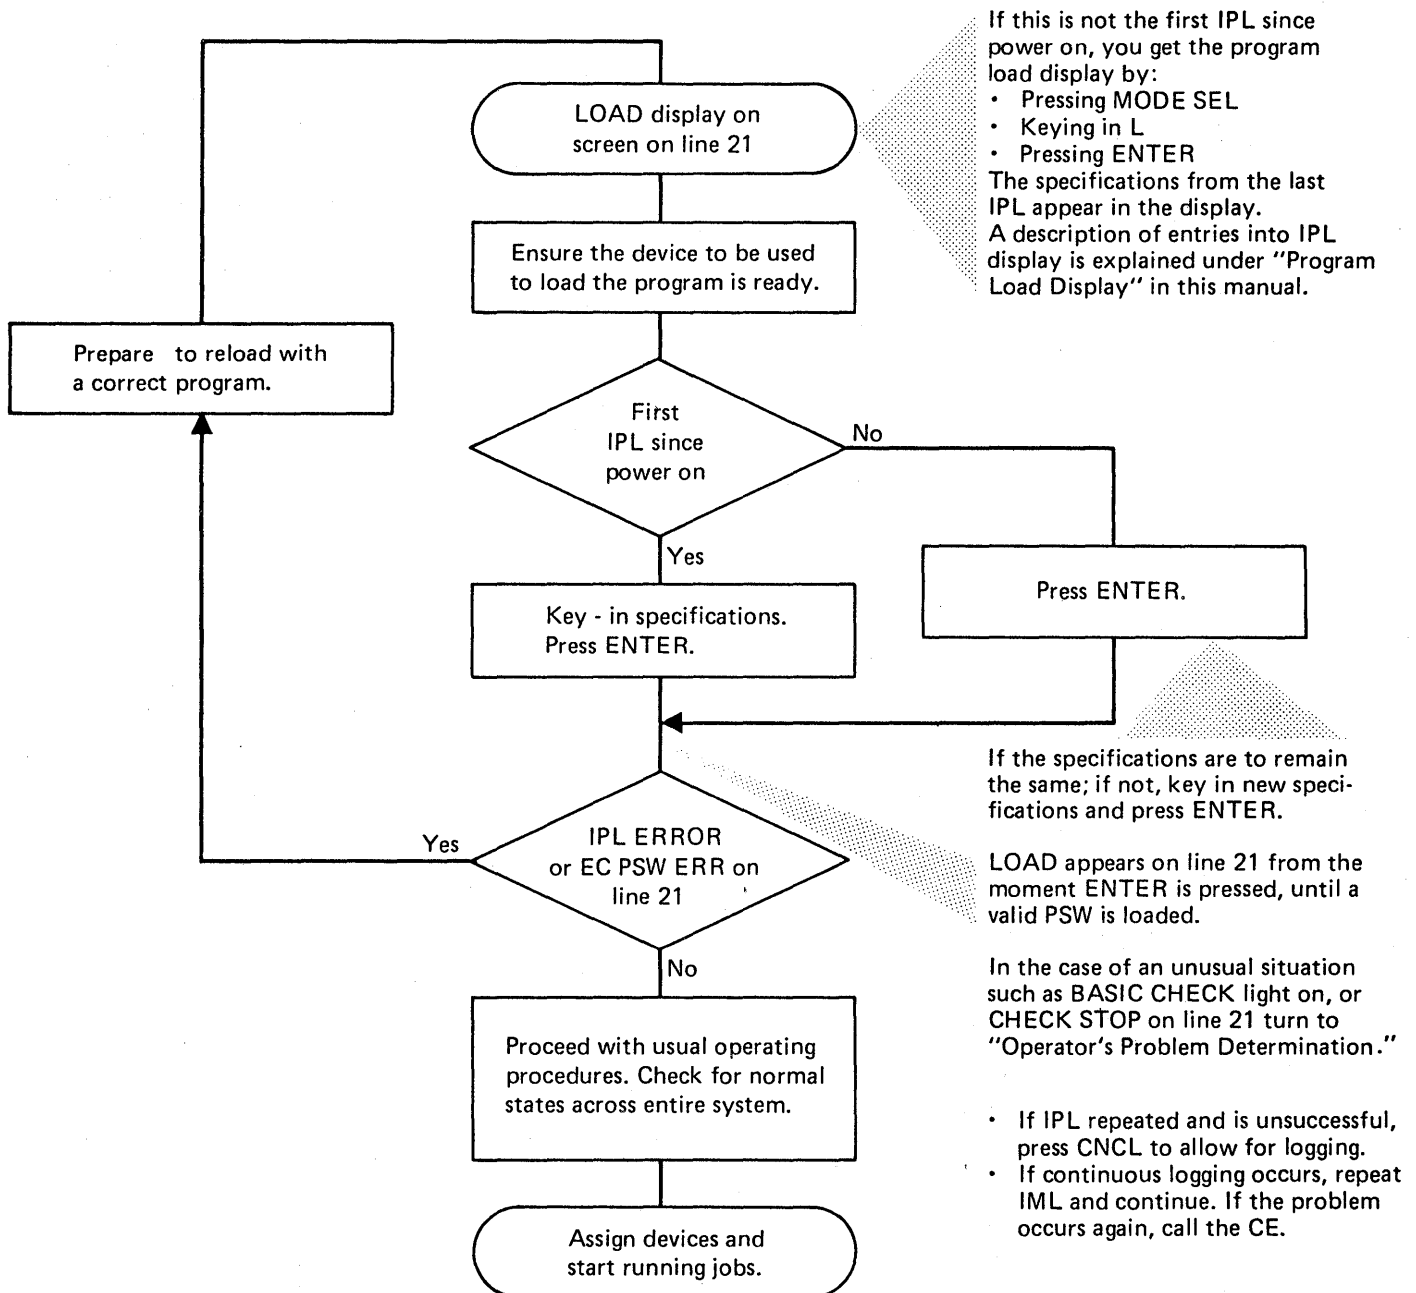 If this is not the first IPL since
power on, you get the program
load display by:
• Pressing MODE SEL
• Keying in L
• Pressing ENTER
The specifications from the last
IPL appear in the display.
A description of entries into IPL
display is explained under "Program
Load Display" in this manual.
LOAD display on
screen on line 21
Ensure the device to be used
to load the program is ready.
Prepare to reload with
a correct program.
First
IPL since
power on
No
Yes
Press ENTER.
Key - in specifications.
Press ENTER.
If the specifications are to remain
the same; if not, key in new speci-
fications and press ENTER.
Yes
IPL ERROR
or EC PSW ERR on
line 21
LOAD appears on line 21 from the
moment ENTER is pressed, until a
valid PSW is loaded.
No
In the case of an unusual situation
such as BASIC CHECK light on, or
CHECK STOP on line 21 turn to
"Operator's Problem Determination."
Proceed with usual operating
procedures. Check for normal
states across entire system.
• If IPL repeated and is unsuccessful,
press CNCL to allow for logging.
• If continuous logging occurs, repeat
IML and continue. If the problem
occurs again, call the CE.
Assign devices and
start running jobs.